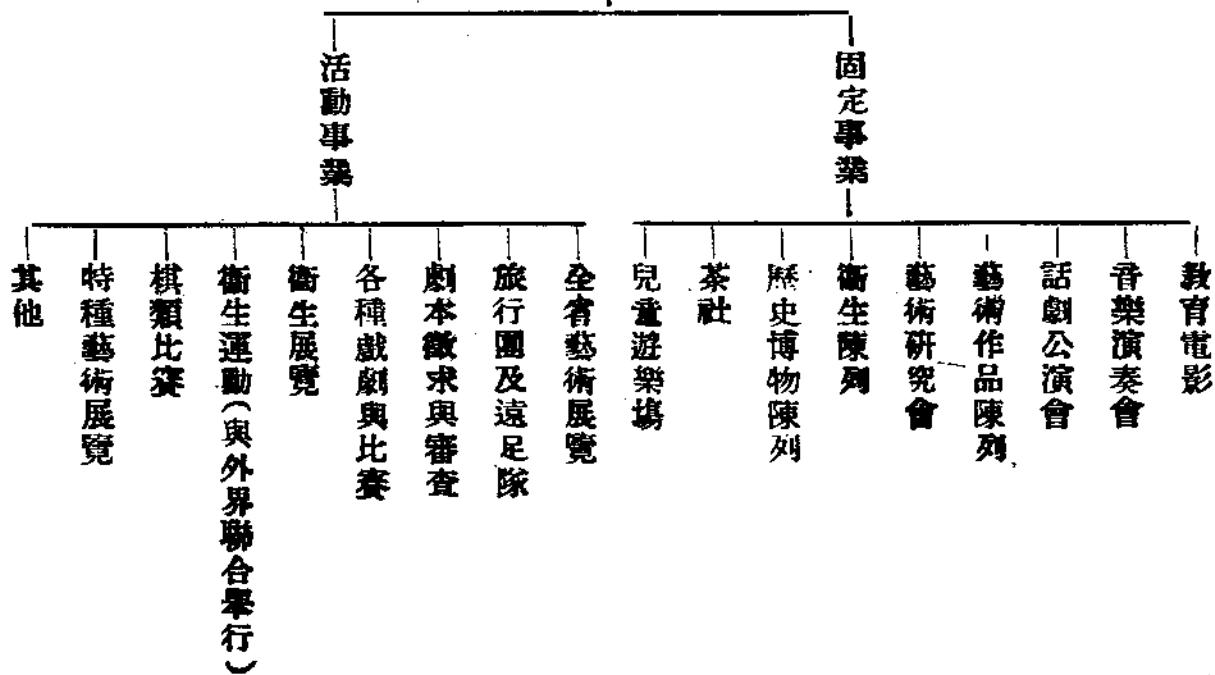 固定事業
教育電影
音樂演奏會
話劇公演會
藝術作品陳列
藝術研究會
衞生陳列
歷史博物陳列
茶社
兒童遊樂場
活動事業
全省藝術展覽
旅行團及遠足隊
劇本徵求與審查
各種戲劇與比賽
衞生展覽
衞生運動(與外界聯合舉行)
棋類比賽
特種藝術展覽
其他